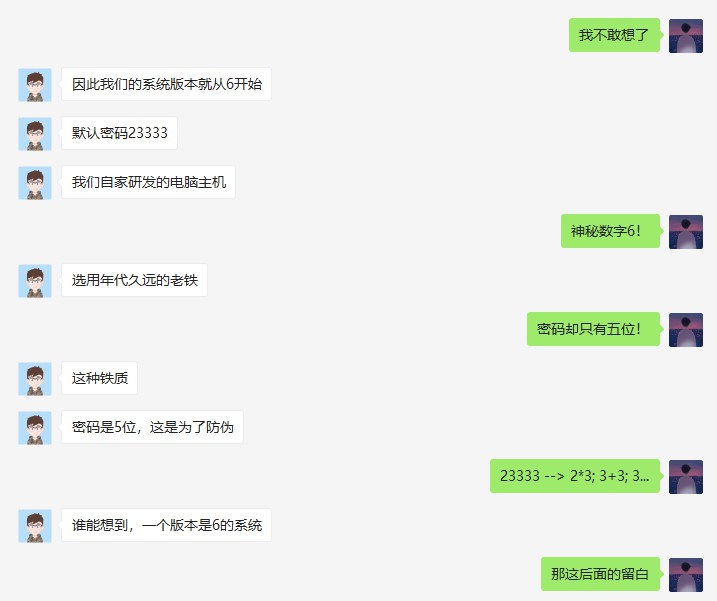 我不敢想了
因此我们的系统版本就从6开始
默认密码23333
我们自家研发的电脑主机
神秘数字6！
选用年代久远的老铁
密码却只有五位！
这种铁质
密码是5位，这是为了防伪
23333 --> 2*3; 3+3; 3...
谁能想到，一个版本是6的系统
那这后面的留白